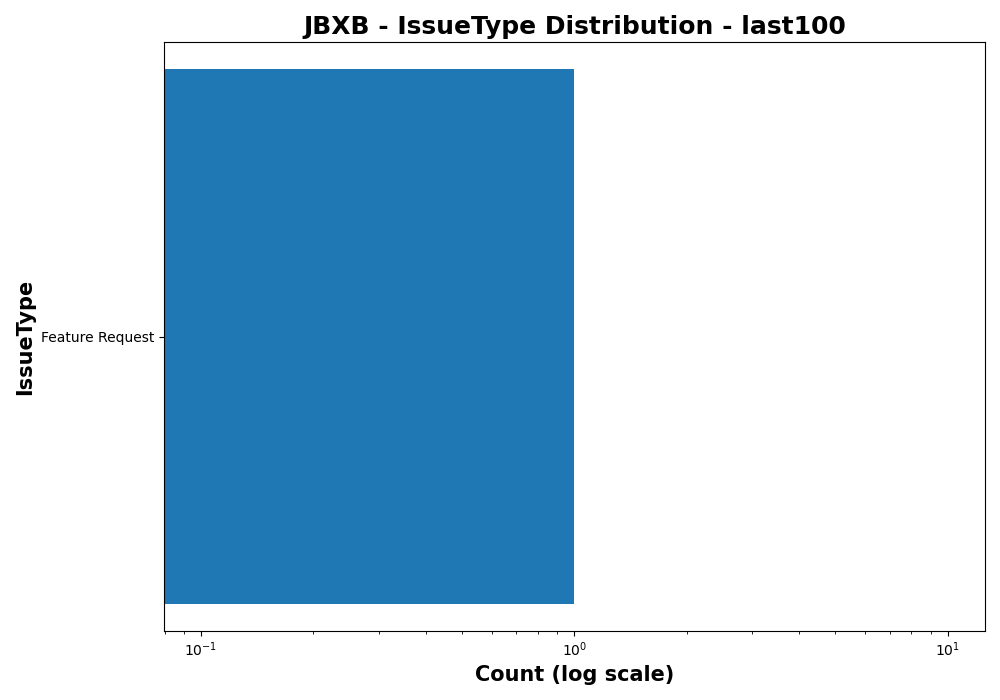 JBXB - IssueType Distribution - last100
IssueType
Feature Request
10⁻¹
10⁰
10¹
Count (log scale)